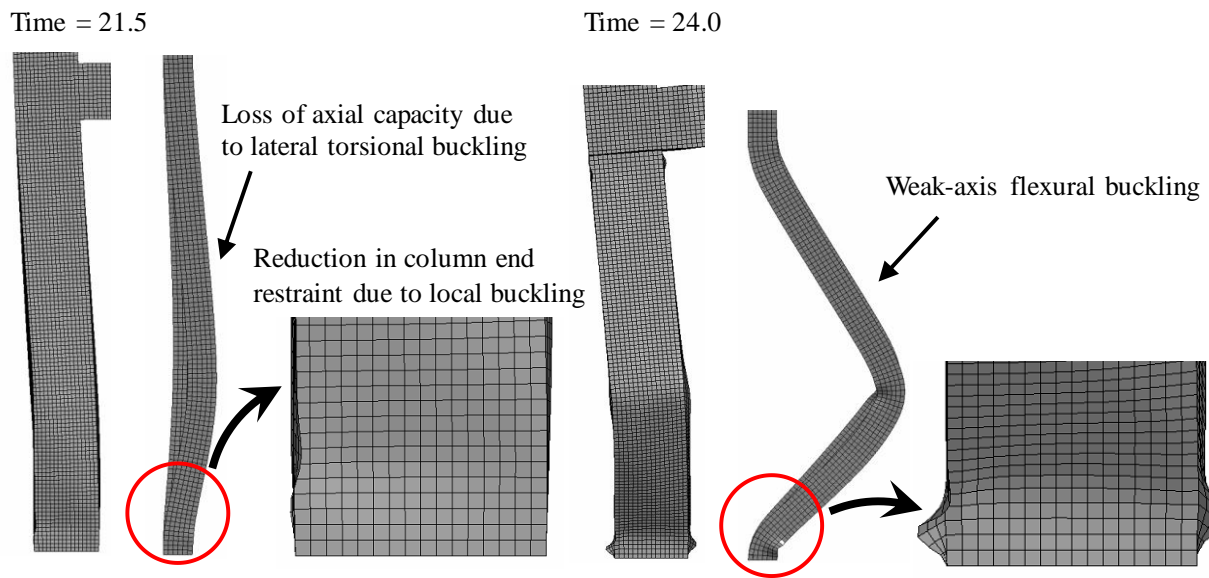 Time = 21.5
Time = 24.0
Loss of axial capacity due
to lateral torsional buckling
Reduction in column end
restraint due to local buckling
Weak-axis flexural buckling